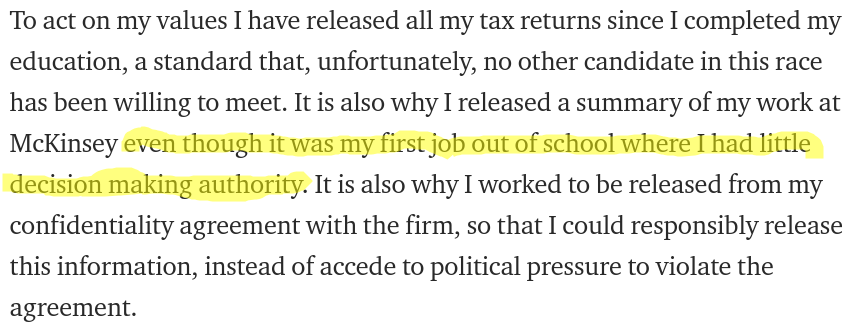 To act on my values I have released all my tax returns since I completed my
education, a standard that, unfortunately, no other candidate in this race
has been willing to meet. It is also why I released a summary of my work at
McKinsey even though it was my first job out of school where I had little
decision making authority. It is also why I worked to be released from my
confidentiality agreement with the firm, so that I could responsibly release
this information, instead of accede to political pressure to violate the
agreement.